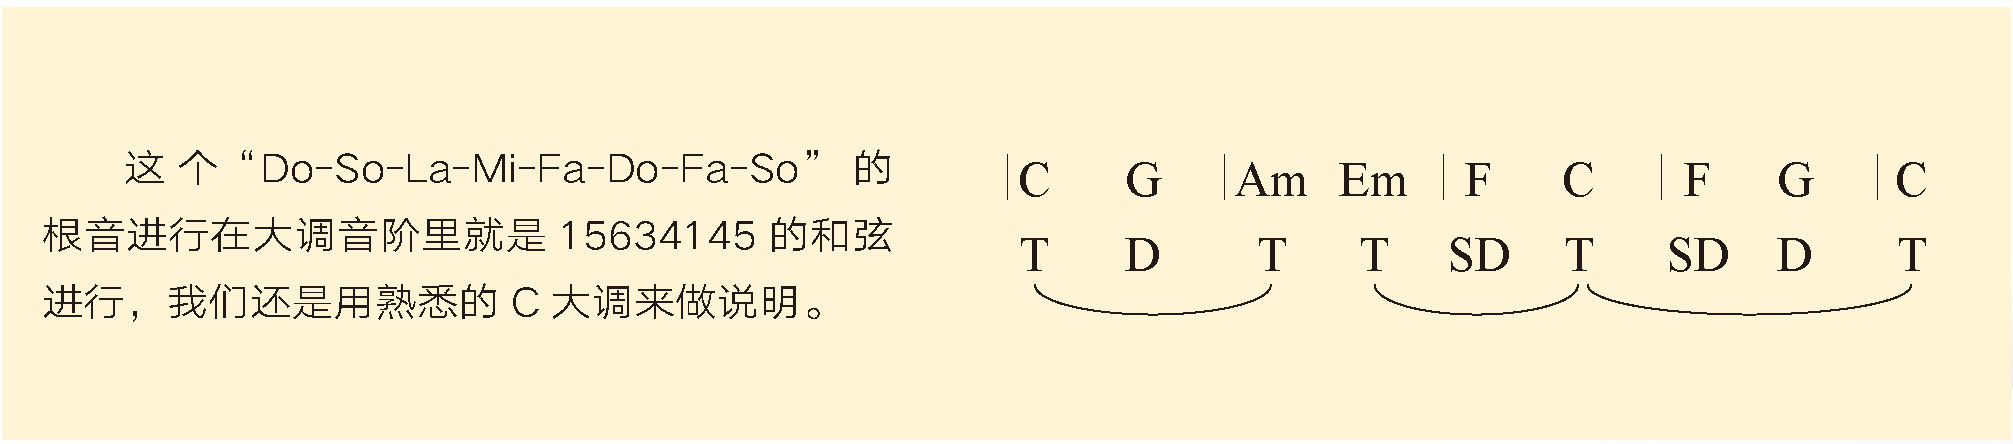 这个“Do-So-La-Mi-Fa-Do-Fa-So”的
根音进行在大调音阶里就是15634145的和弦
进行，我们还是用熟悉的 C 大调来做说明。
|C G |Am Em |F C |F G |C
T D T T SD T SD D T